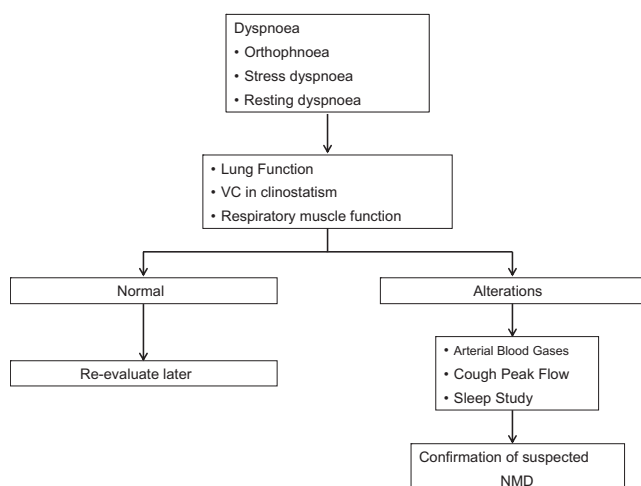 Dyspnoea
• Orthophnoea
• Stress dyspnoea
• Resting dyspnoea
• Lung Function
• VC in clinostatism
• Respiratory muscle function
Normal
Alterations
Re-evaluate later
• Arterial Blood Gases
• Cough Peak Flow
• Sleep Study
Confirmation of suspected
NMD